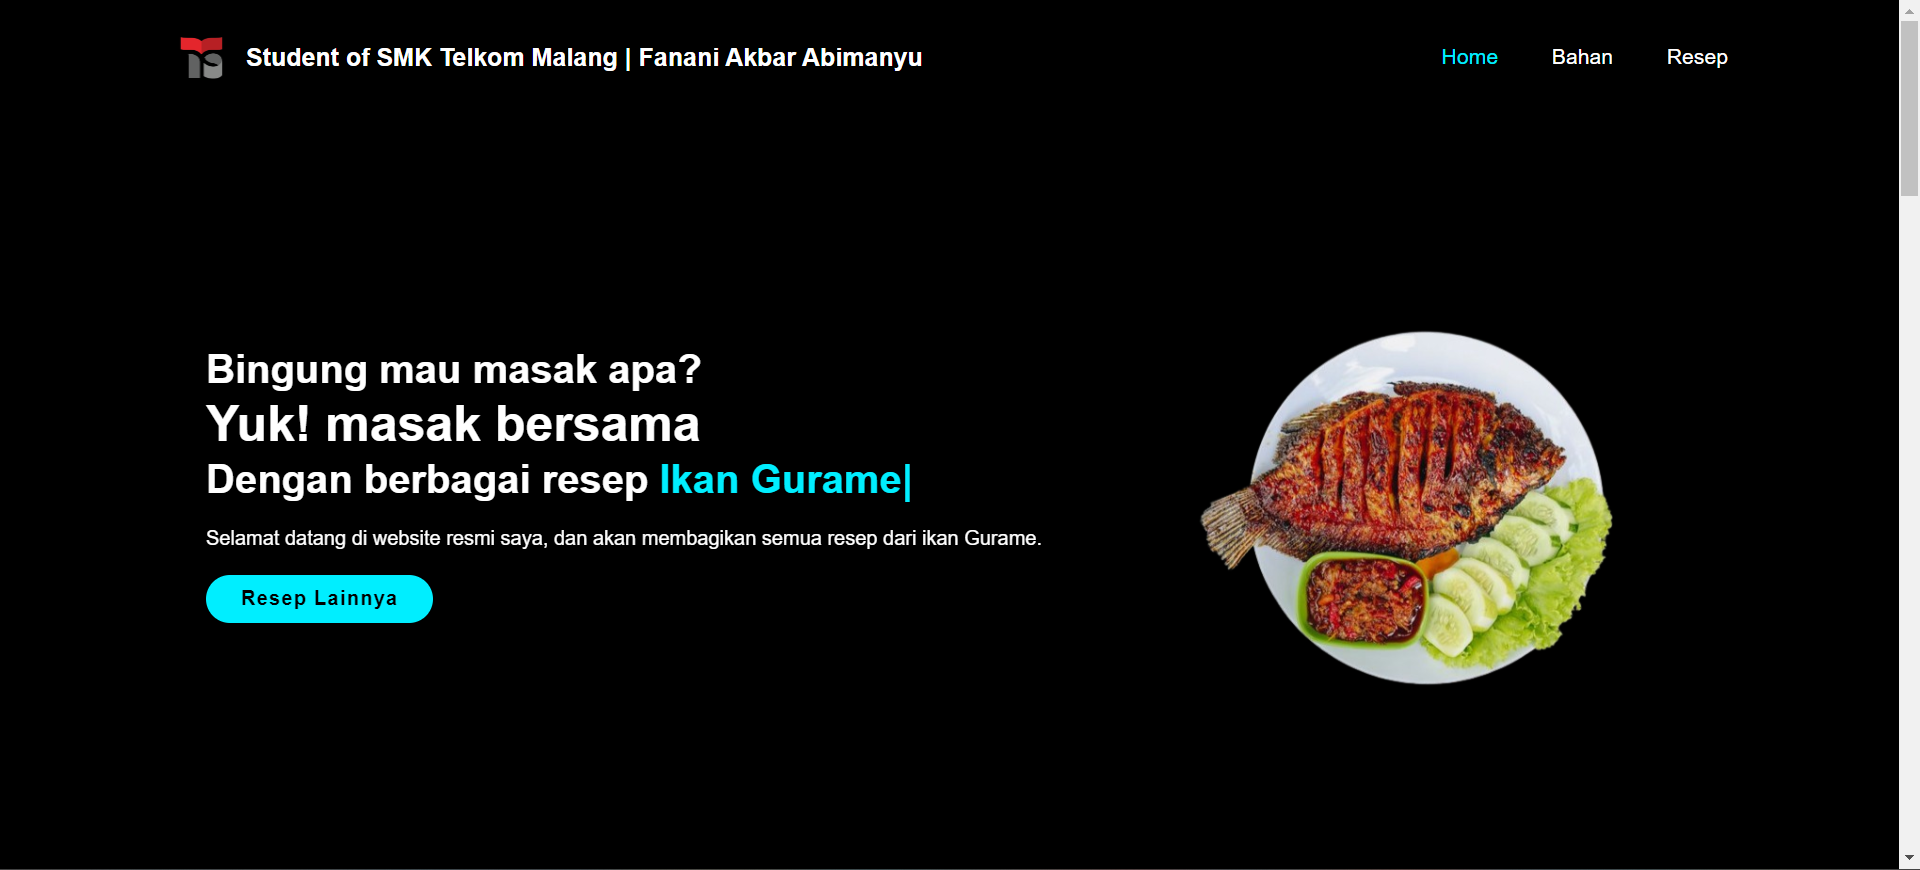 Student of SMK Telkom Malang | Fanani Akbar Abimanyu
Home
Bahan
Resep
Bingung mau masak apa?
Yuk! masak bersama
Dengan berbagai resep Ikan Gurame|
Selamat datang di website resmi saya, dan akan membagikan semua resep dari ikan Gurame.
Resep Lainnya